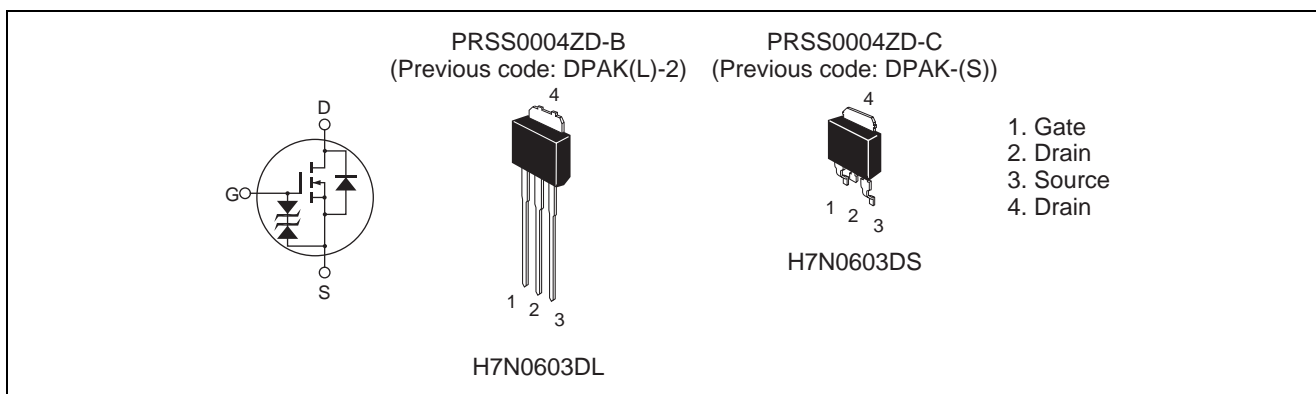 D
G
S
PRSS0004ZD-B
(Previous code: DPAK(L)-2)
4
1 2 3
H7N0603DL
PRSS0004ZD-C
(Previous code: DPAK-(S))
4
1 2 3
H7N0603DS
1. Gate
2. Drain
3. Source
4. Drain